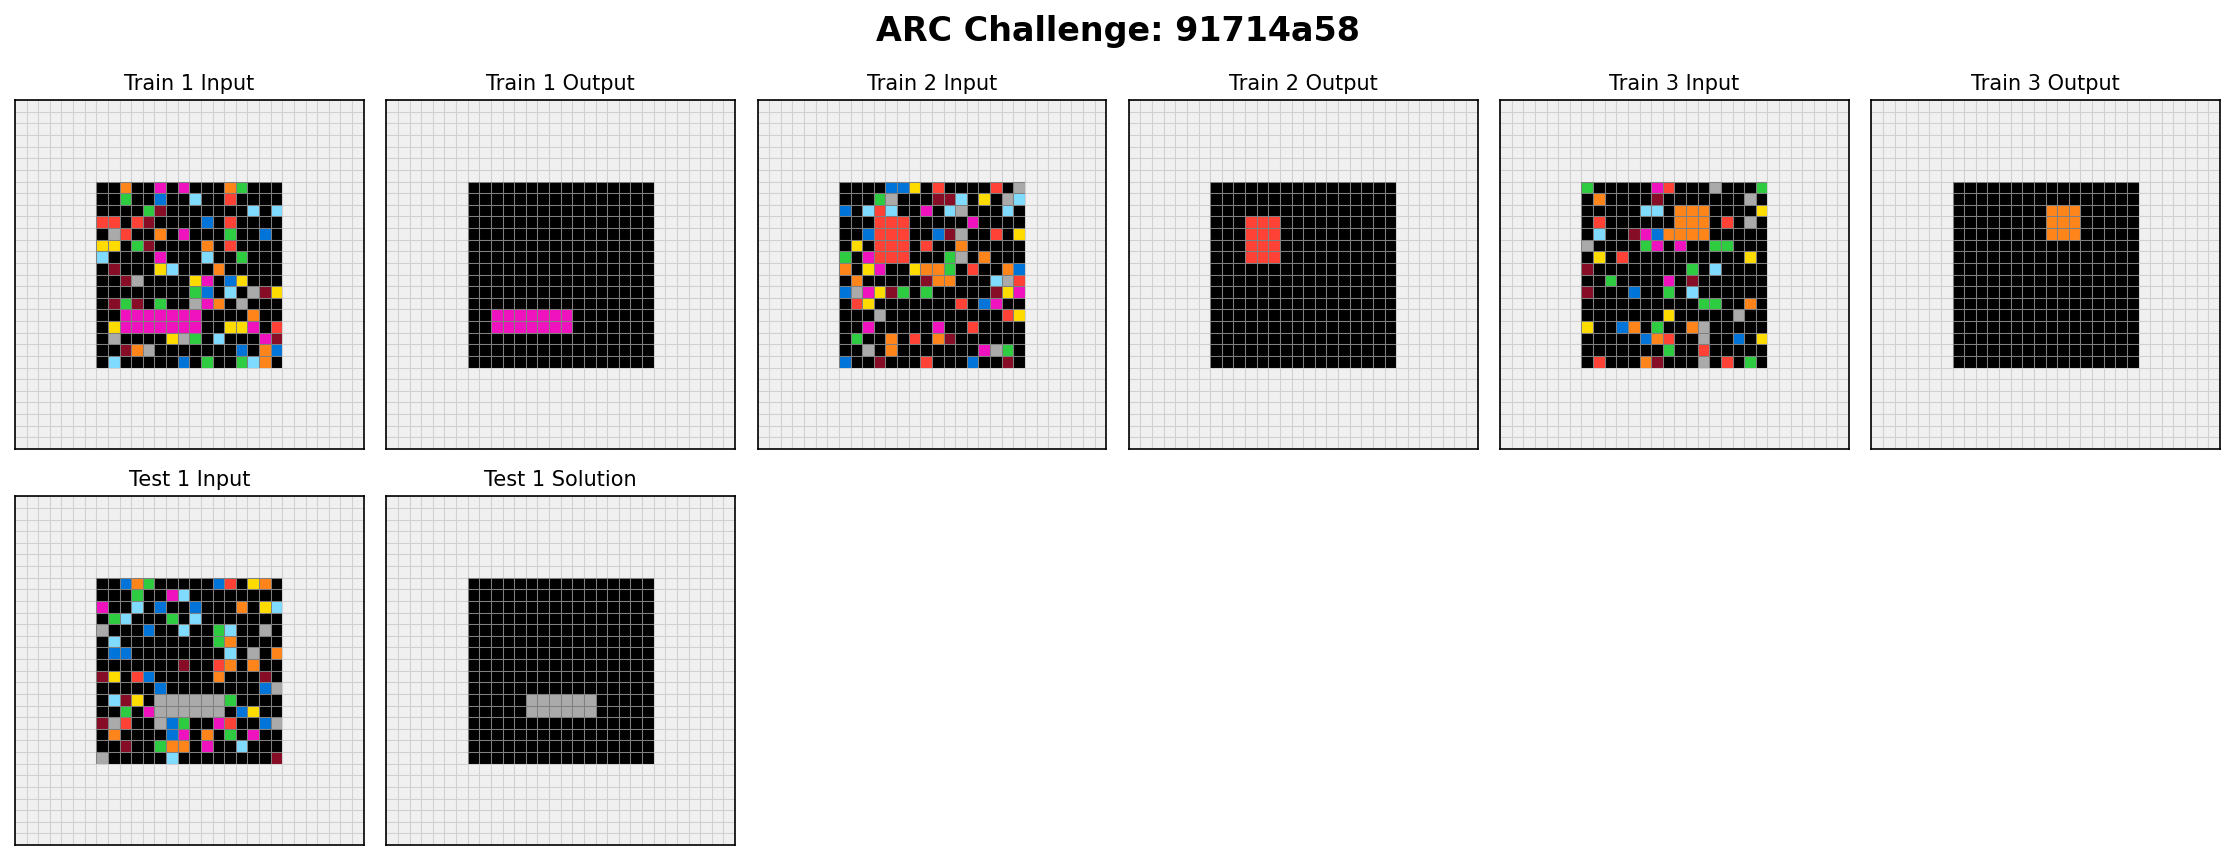 ARC Challenge: 91714a58
Train 1 Input
Train 1 Output
Train 2 Input
Train 2 Output
Train 3 Input
Train 3 Output
Test 1 Input
Test 1 Solution